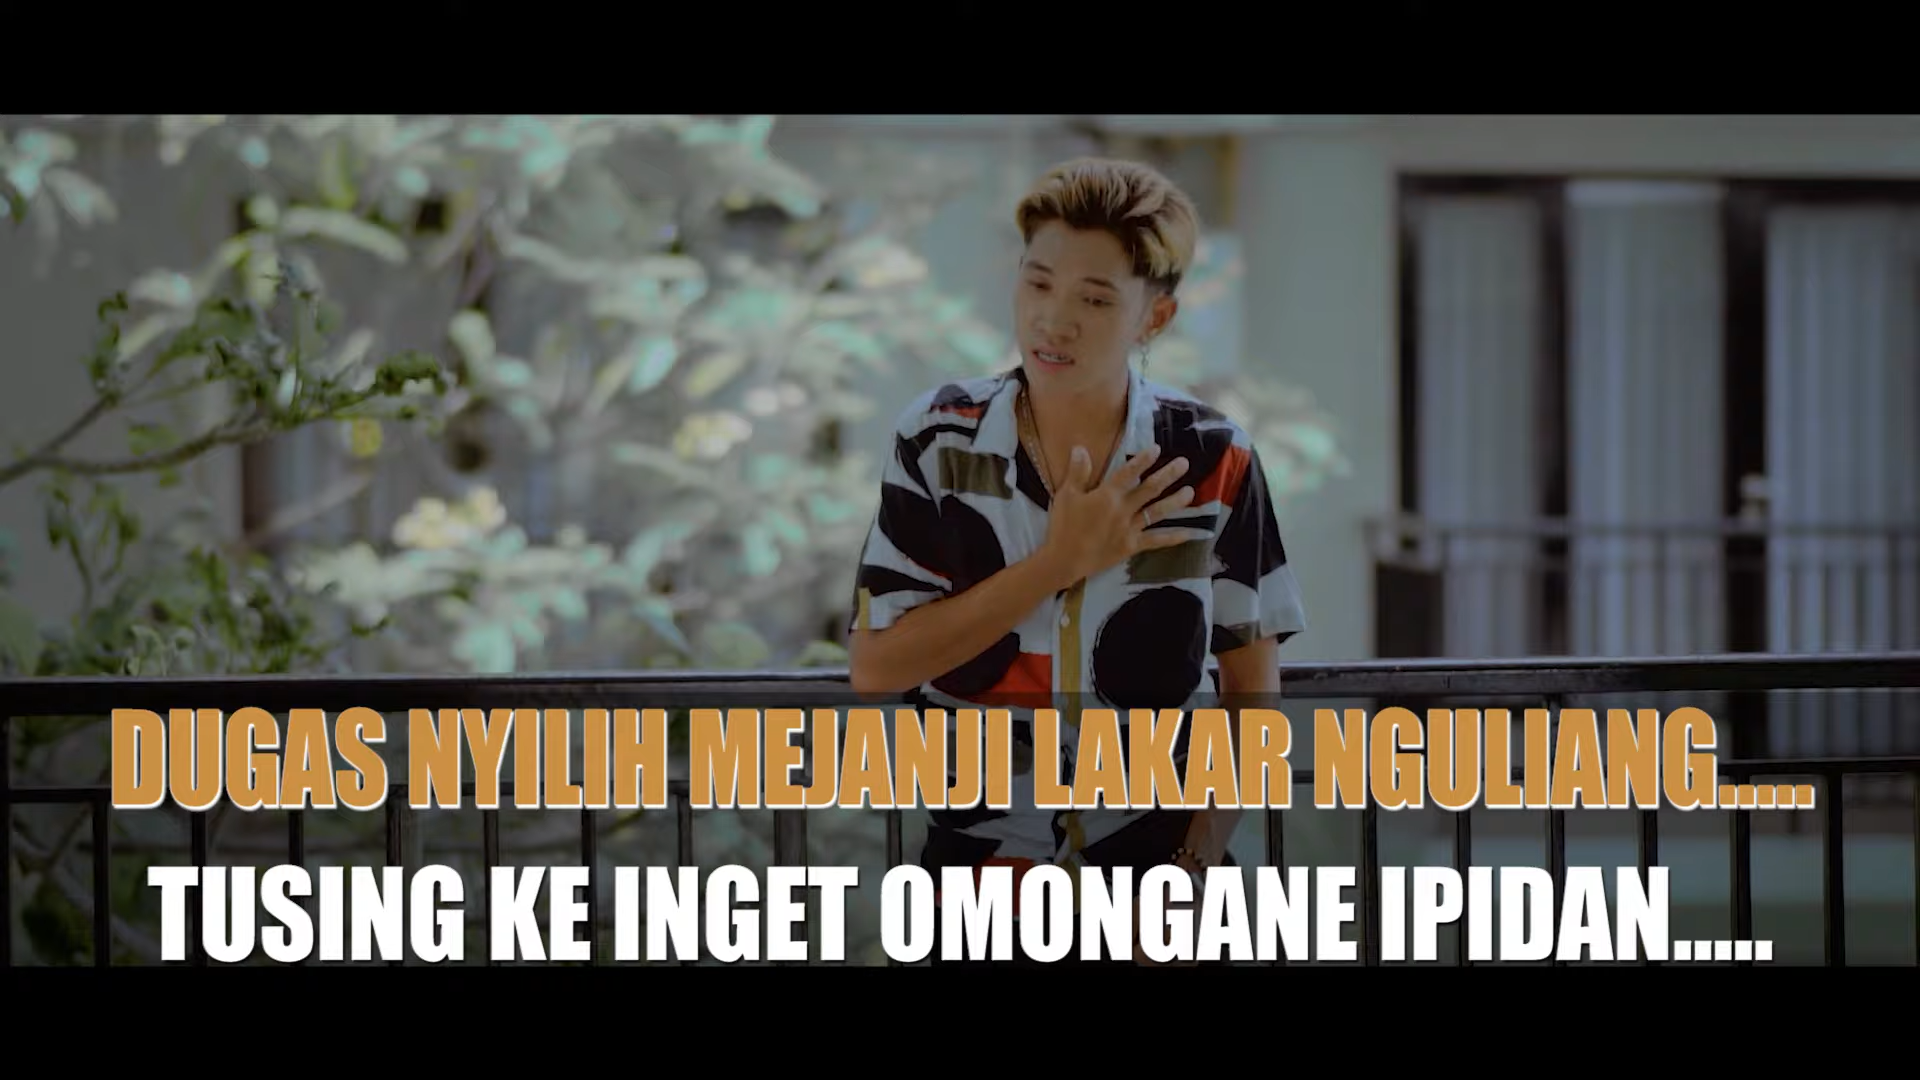 DUGAS NYILIH MEJANJI LAKAR NGULIANG.....
TUSING KE INGET OMONGANE IPIDAN.....